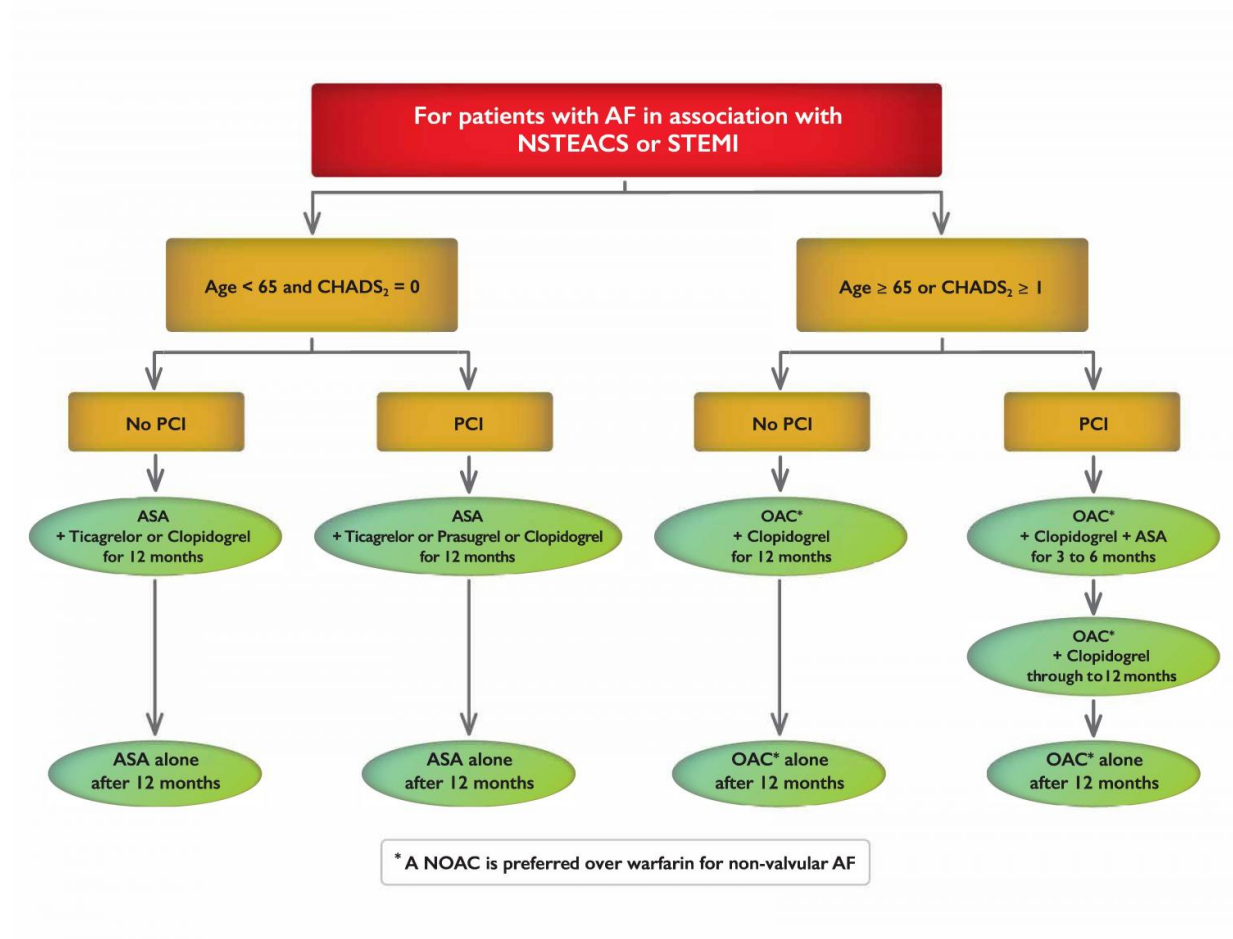 For patients with AF in association with
NSTEACS or STEMI
Age < 65 and CHADS₂ = 0
Age ≥ 65 or CHADS₂ ≥ 1
No PCI
PCI
No PCI
PCI
ASA
+ Ticagrelor or Clopidogrel
for 12 months
ASA
+ Ticagrelor or Prasugrel or Clopidogrel
for 12 months
OAC*
+ Clopidogrel
for 12 months
OAC*
+ Clopidogrel + ASA
for 3 to 6 months
OAC*
+ Clopidogrel
through to 12 months
ASA alone
after 12 months
ASA alone
after 12 months
OAC* alone
after 12 months
OAC* alone
after 12 months
* A NOAC is preferred over warfarin for non-valvular AF